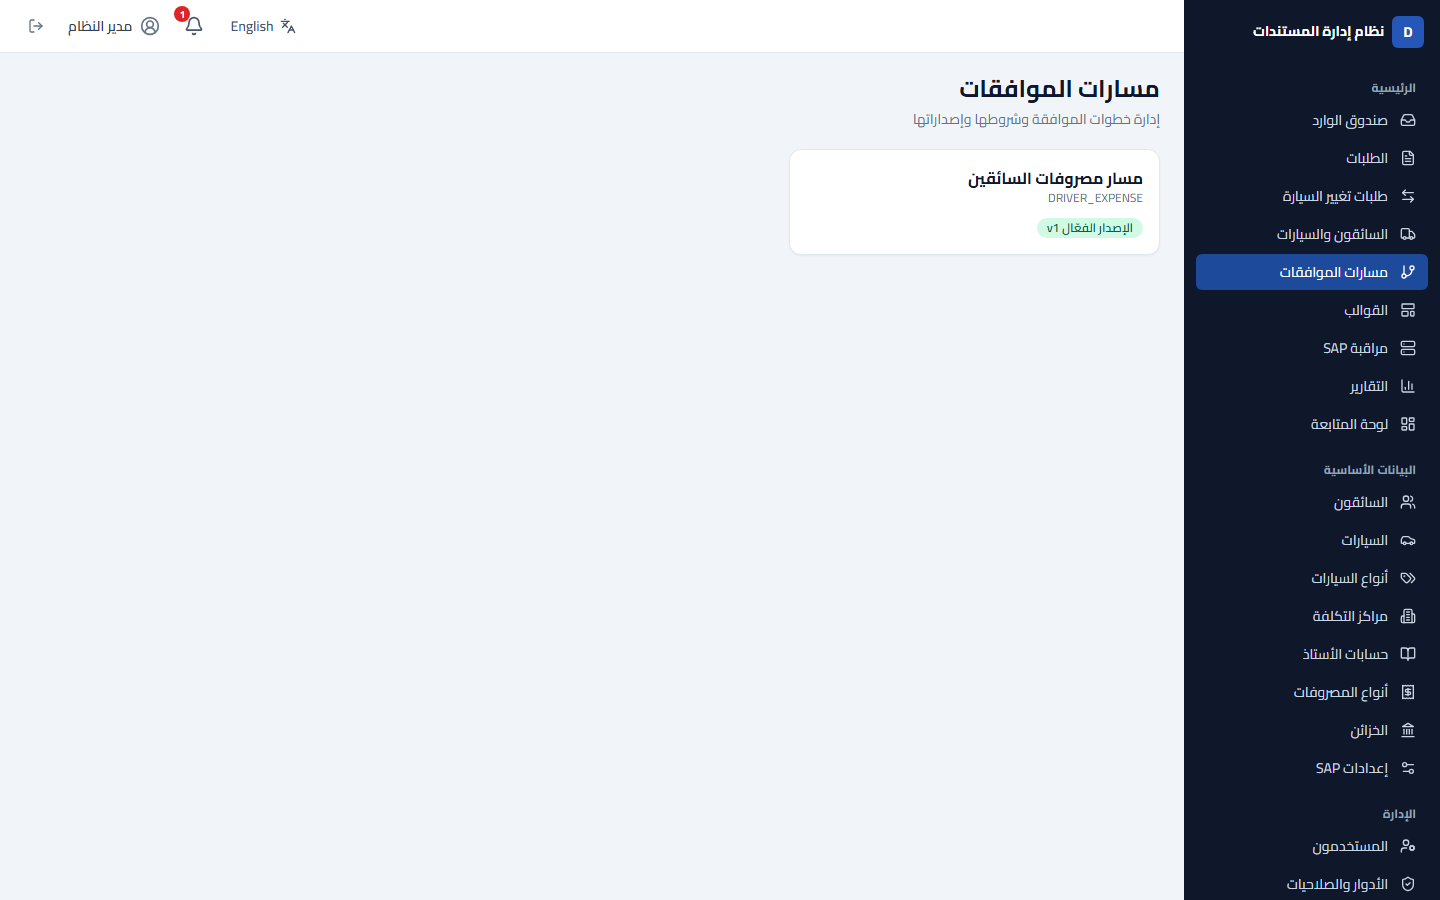 D
نظام إدارة المستندات
الرئيسية
صندوق الوارد
الطلبات
طلبات تغيير السيارة
السائقون والسيارات
مسارات الموافقات
القوالب
مراقبة SAP
التقارير
لوحة المتابعة
البيانات الأساسية
السائقون
السيارات
أنواع السيارات
مراكز التكلفة
حسابات الأستاذ
أنواع المصروفات
الخزائن
إعدادات SAP
الإدارة
المستخدمون
الأدوار والصلاحيات
English
1
مدير النظام
مسارات الموافقات
إدارة خطوات الموافقة وشروطها وإصداراتها
مسار مصروفات السائقين
DRIVER_EXPENSE
الإصدار الفعّال v1